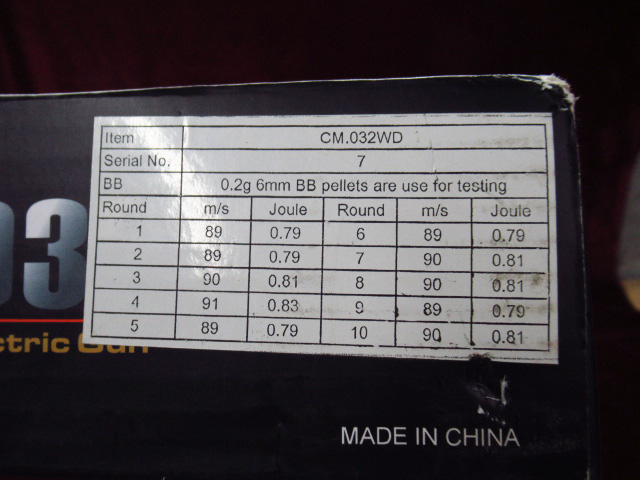 Item CM.032WD
Serial No. 7
BB 0.2g 6mm BB pellets are use for testing
Round m/s Joule Round m/s Joule
1 89 0.79 6 89 0.79
2 89 0.79 7 90 0.81
3 90 0.81 8 90 0.81
4 91 0.83 9 89 0.79
5 89 0.79 10 90 0.81
03
ctric Gun
MADE IN CHINA